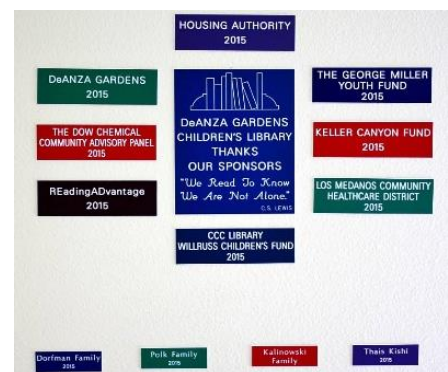 HOUSING AUTHORITY
2015
DeANZA GARDENS
2015
THE DOW CHEMICAL
COMMUNITY ADVISORY PANEL
2015
REadingADvantage
2015
DeANZA GARDENS
CHILDREN'S LIBRARY
THANKS
OUR SPONSORS
"We Read To Know
We Are Not Alone."
C.S. LEWIS
THE GEORGE MILLER
YOUTH FUND
2015
KELLER CANYON FUND
2015
LOS MEDANOS COMMUNITY
HEALTHCARE DISTRICT
2015
CCC LIBRARY
WILLRUSS CHILDREN'S FUND
2015
Dorfman Family
2015
Polk Family
2015
Kalinowski
Family
Thais Kishi
2015